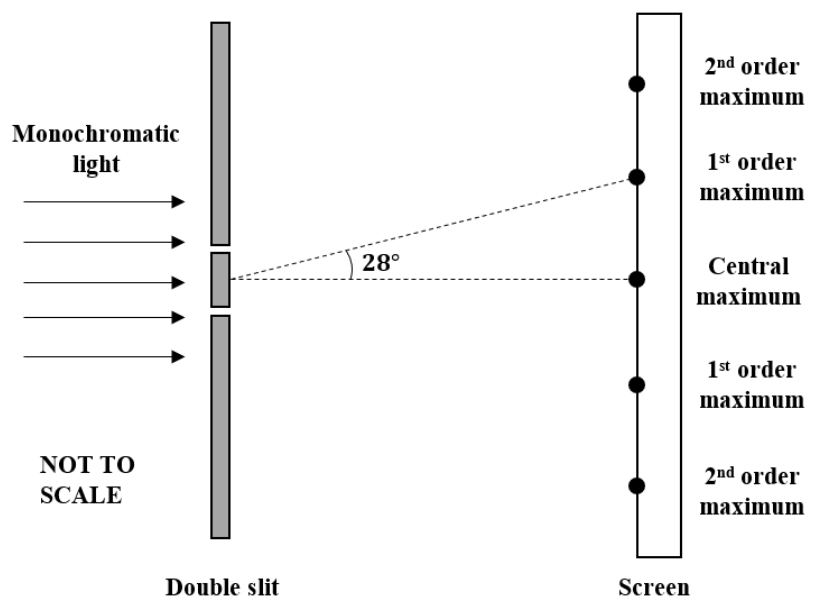 2nd order
maximum
Monochromatic
light
1st order
maximum
28°
Central
maximum
1st order
maximum
NOT TO
SCALE
2nd order
maximum
Double slit
Screen